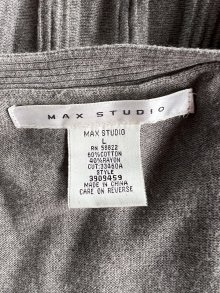 MAX STUDIO
MAX STUDIO
L
RN 59822
60%COTTON
40%RAYON
CUT:33460A
STYLE
3909459
MADE IN CHINA
CARE ON REVERSE